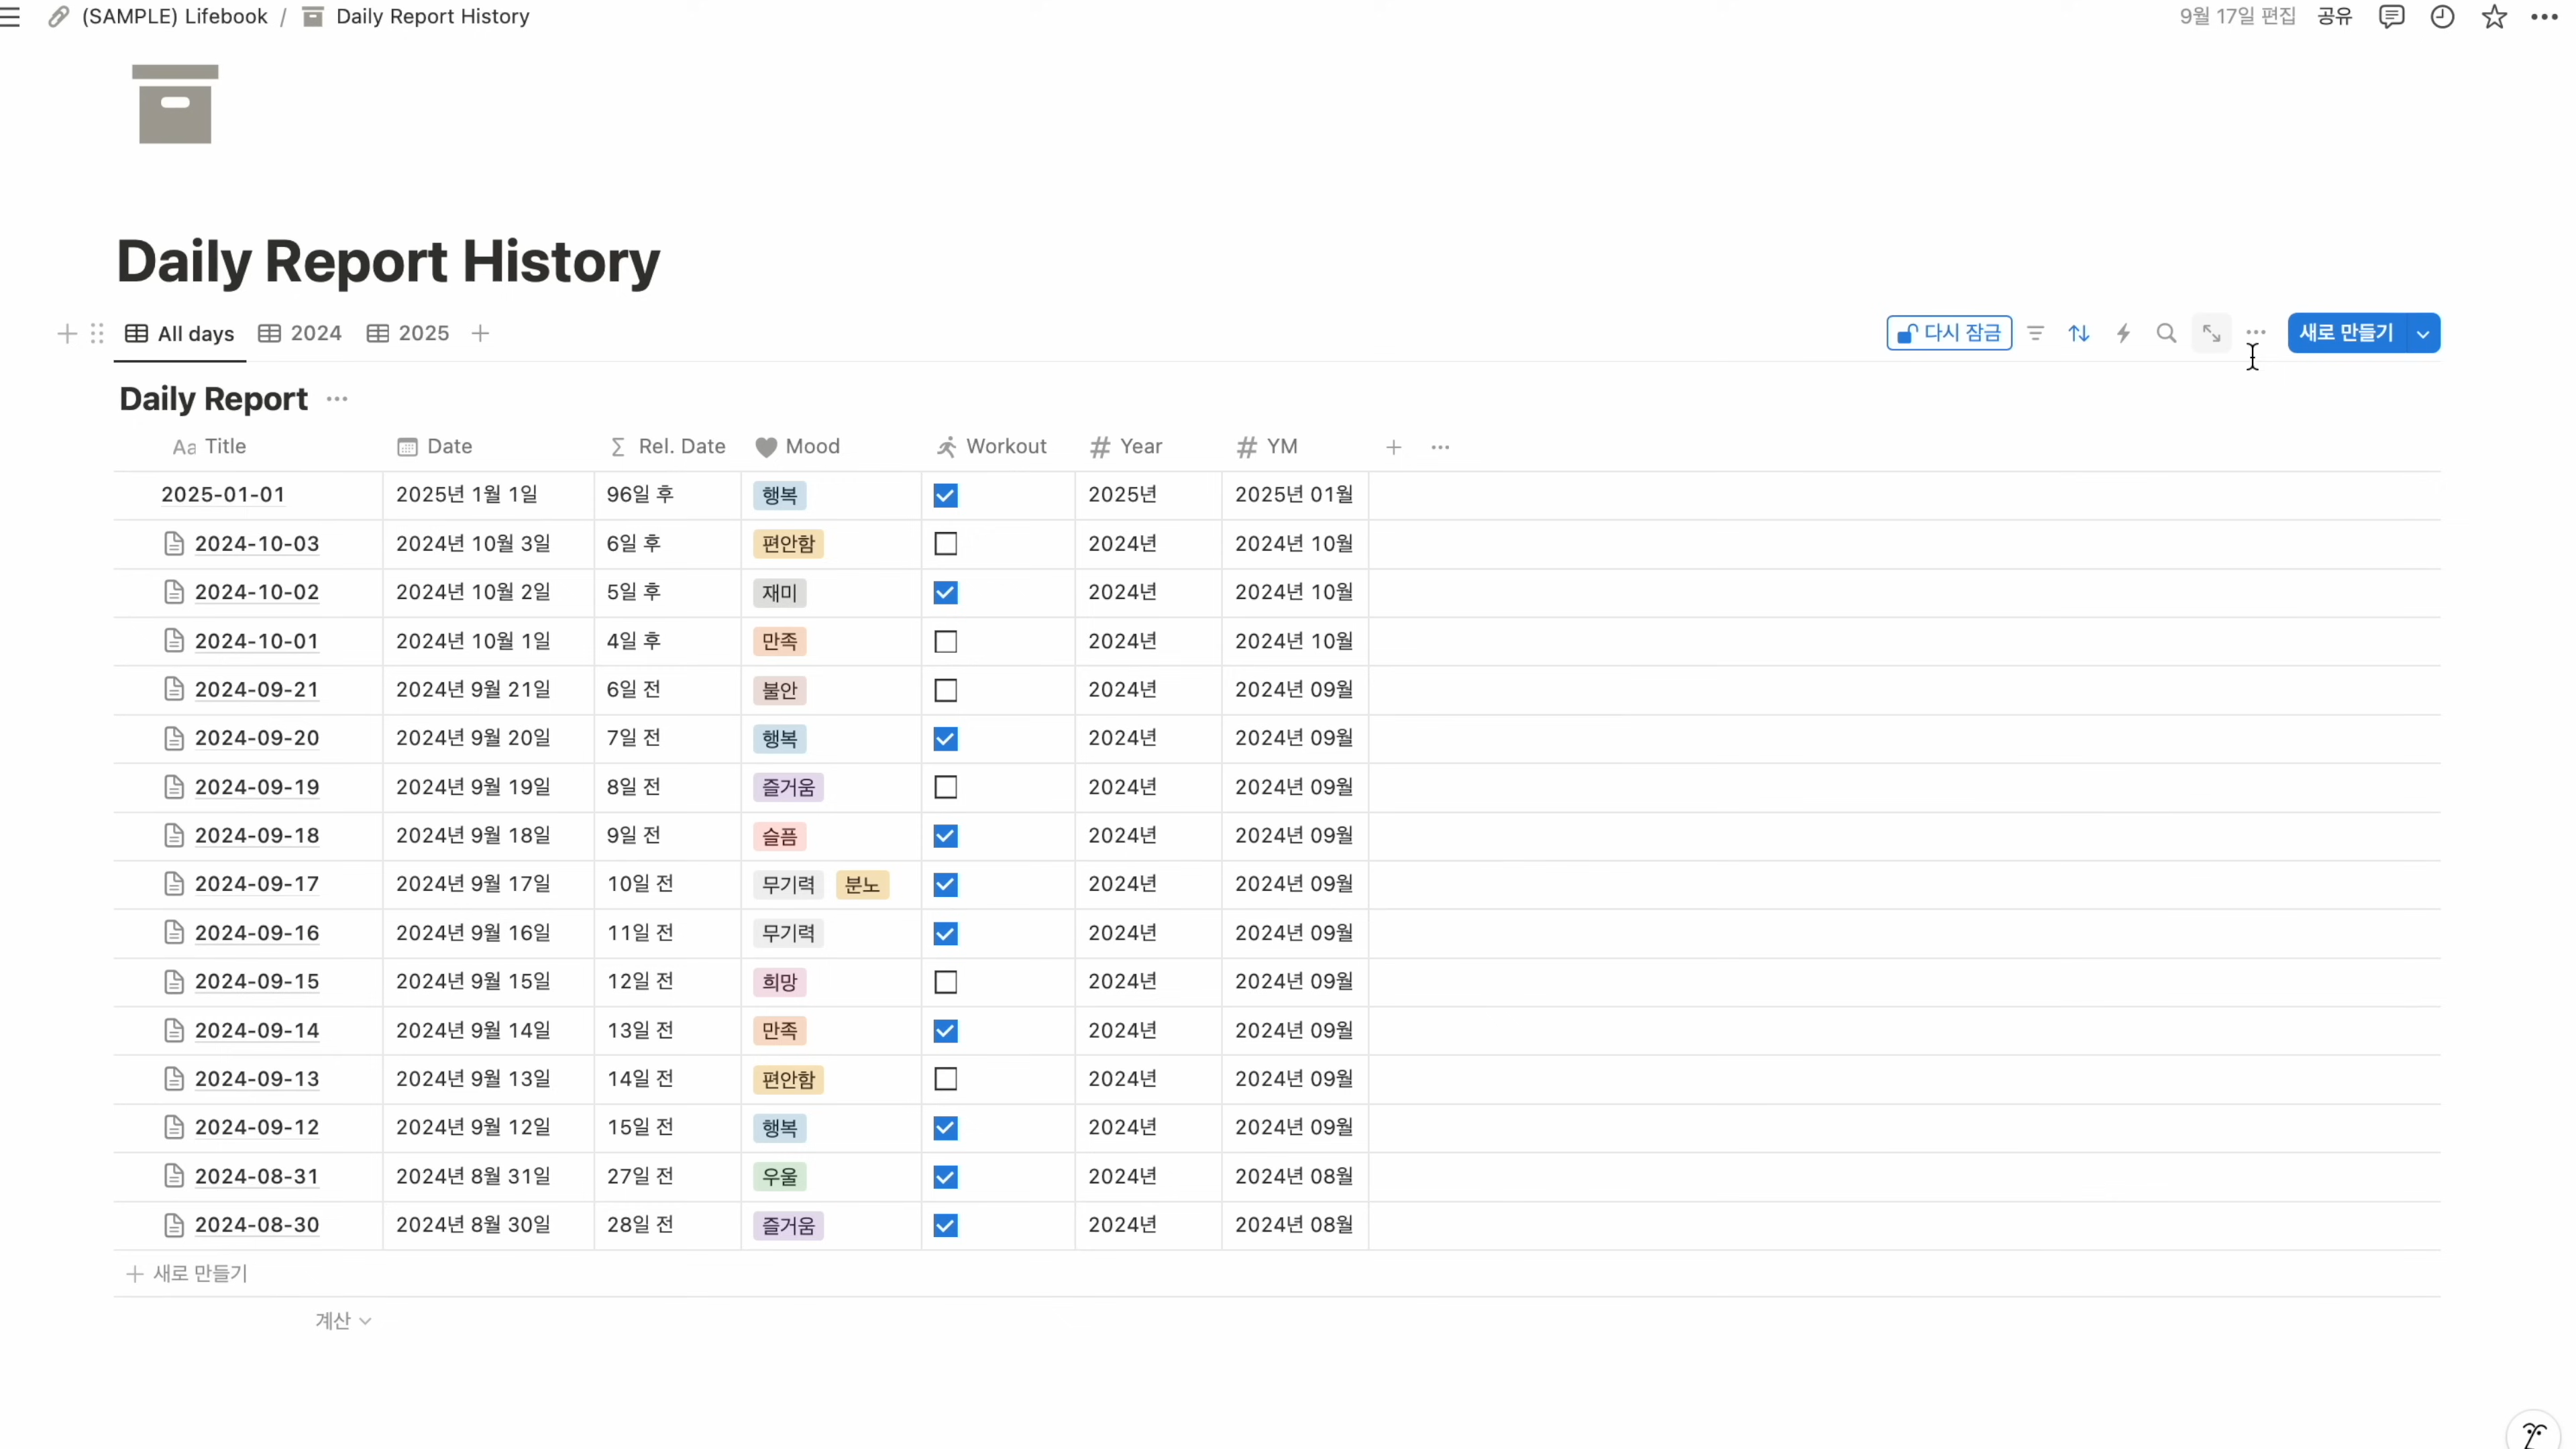 (SAMPLE) Lifebook / Daily Report History 9월 17일 편집 공유
Daily Report History
All days 2024 2025 다시 잠금 새로 만들기
Daily Report
Aa Title Date Rel. Date Mood Workout Year YM
2025-01-01 2025년 1월 1일 96일 후 행복 2025년 2025년 01월
2024-10-03 2024년 10월 3일 6일 후 편안함 2024년 2024년 10월
2024-10-02 2024년 10월 2일 5일 후 재미 2024년 2024년 10월
2024-10-01 2024년 10월 1일 4일 후 만족 2024년 2024년 10월
2024-09-21 2024년 9월 21일 6일 전 불안 2024년 2024년 09월
2024-09-20 2024년 9월 20일 7일 전 행복 2024년 2024년 09월
2024-09-19 2024년 9월 19일 8일 전 즐거움 2024년 2024년 09월
2024-09-18 2024년 9월 18일 9일 전 슬픔 2024년 2024년 09월
2024-09-17 2024년 9월 17일 10일 전 무기력 분노 2024년 2024년 09월
2024-09-16 2024년 9월 16일 11일 전 무기력 2024년 2024년 09월
2024-09-15 2024년 9월 15일 12일 전 희망 2024년 2024년 09월
2024-09-14 2024년 9월 14일 13일 전 만족 2024년 2024년 09월
2024-09-13 2024년 9월 13일 14일 전 편안함 2024년 2024년 09월
2024-09-12 2024년 9월 12일 15일 전 행복 2024년 2024년 09월
2024-08-31 2024년 8월 31일 27일 전 우울 2024년 2024년 08월
2024-08-30 2024년 8월 30일 28일 전 즐거움 2024년 2024년 08월
새로 만들기
계산